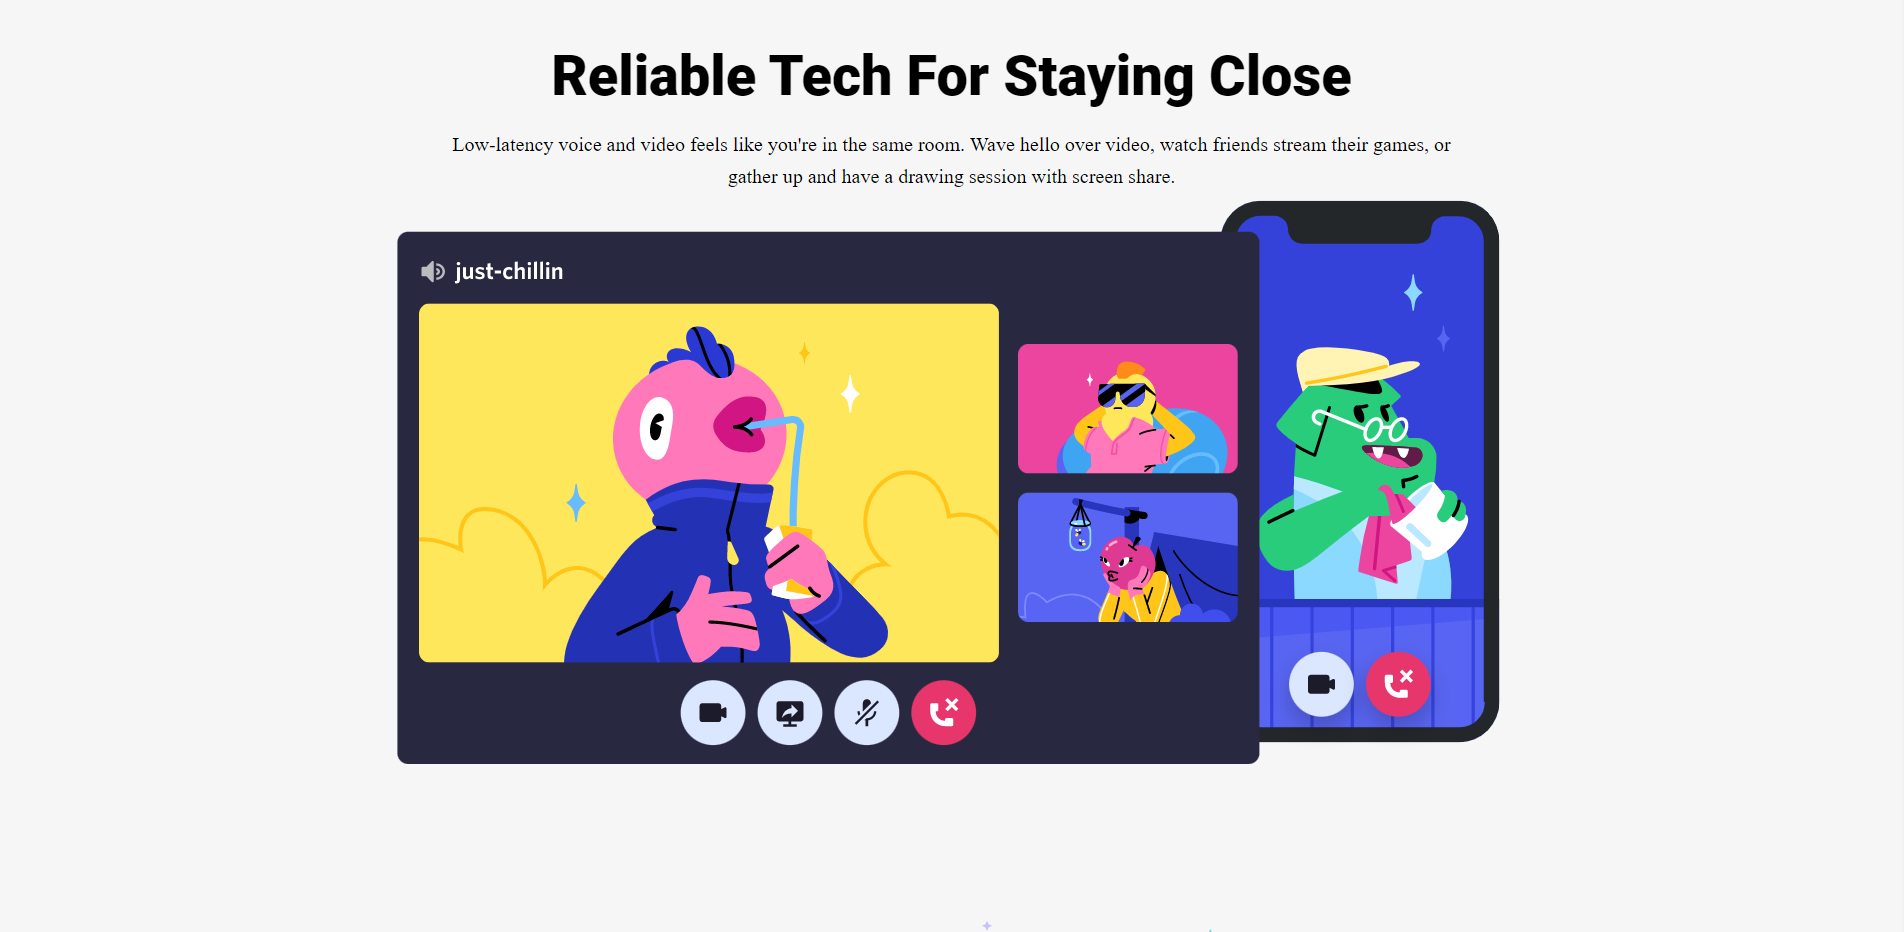 Reliable Tech For Staying Close
Low-latency voice and video feels like you're in the same room. Wave hello over video, watch friends stream their games, or
gather up and have a drawing session with screen share.
just-chillin